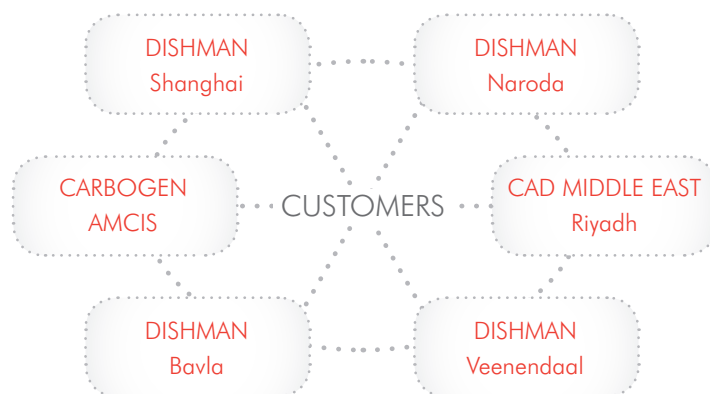 DISHMAN
Shanghai
DISHMAN
Naroda
CARBOGEN
AMCIS
CUSTOMERS
CAD MIDDLE EAST
Riyadh
DISHMAN
Bavla
DISHMAN
Veenendaal